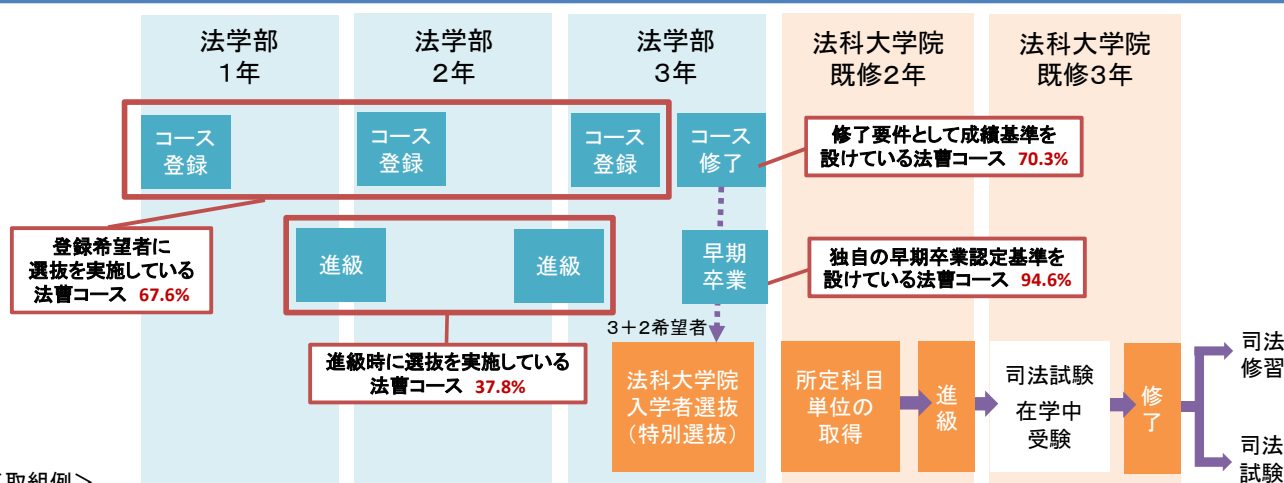 法学部
1年
法学部
2年
法学部
3年
法科大学院
既修2年
法科大学院
既修3年
コース
登録
コース
登録
コース
登録
コース
修了
修了要件として成績基準を
設けている法曹コース 70.3%
登録希望者に
選抜を実施している
法曹コース 67.6%
進級
進級
早期
卒業
独自の早期卒業認定基準を
設けている法曹コース 94.6%
3+2希望者
進級時に選抜を実施している
法曹コース 37.8%
法科大学院
入学者選抜
(特別選抜)
所定科目
単位の
取得
進
級
司法試験
在学中
受験
修
了
司法
修習
司法
試験
取組例>